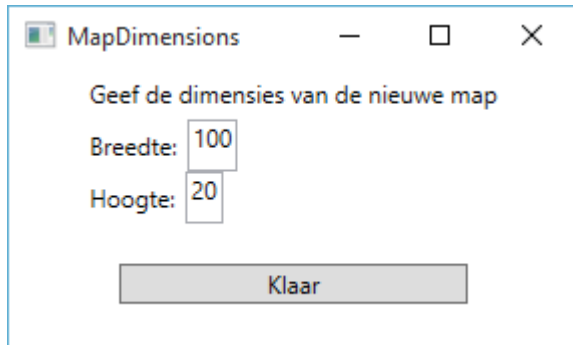 MapDimensions
Geef de dimensies van de nieuwe map
Breedte: 100
Hoogte: 20
Klaar